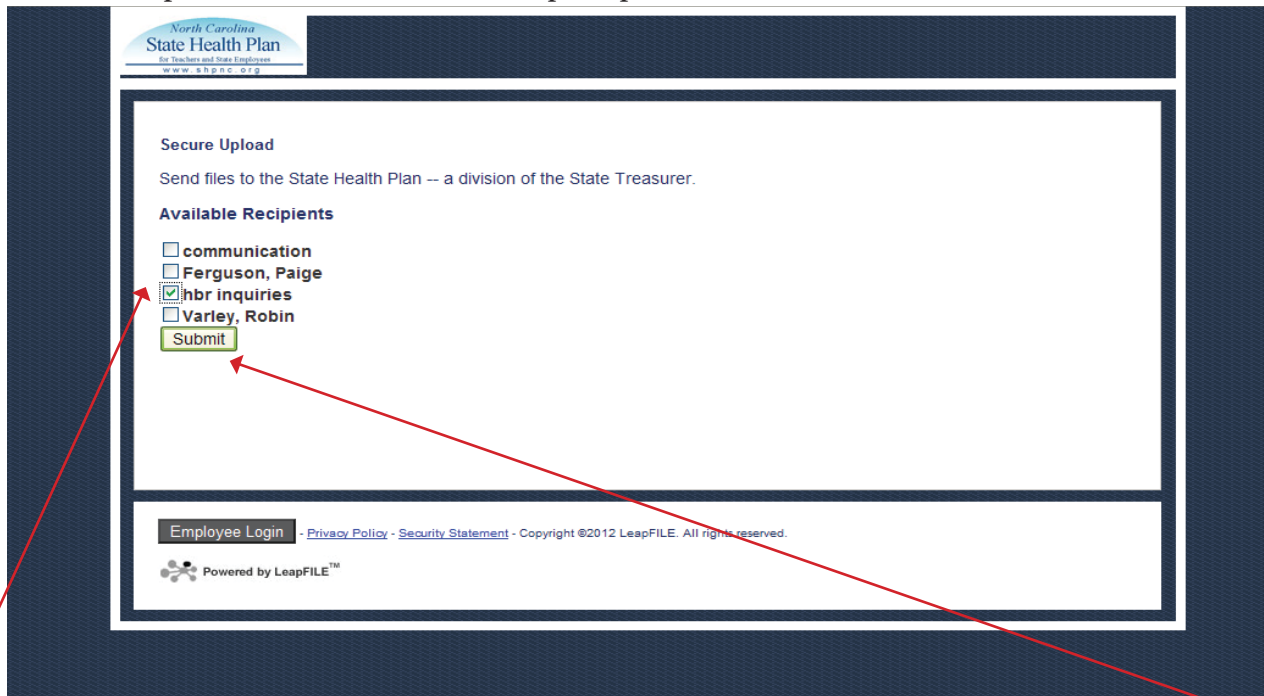 North Carolina
State Health Plan
for Teachers and State Employees
www.shpnc.org
Secure Upload
Send files to the State Health Plan -- a division of the State Treasurer.
Available Recipients
communication
Ferguson, Paige
hbr inquiries
Varley, Robin
Submit
Employee Login - Privacy Policy - Security Statement - Copyright ©2012 LeapFILE. All rights reserved.
Powered by LeapFILE™